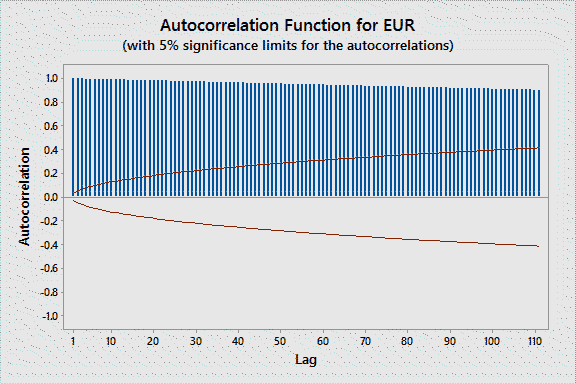 Autocorrelation Function for EUR
(with 5% significance limits for the autocorrelations)
Autocorrelation
1.0
0.8
0.6
0.4
0.2
0.0
-0.2
-0.4
-0.6
-0.8
-1.0
1 10 20 30 40 50 60 70 80 90 100 110
Lag